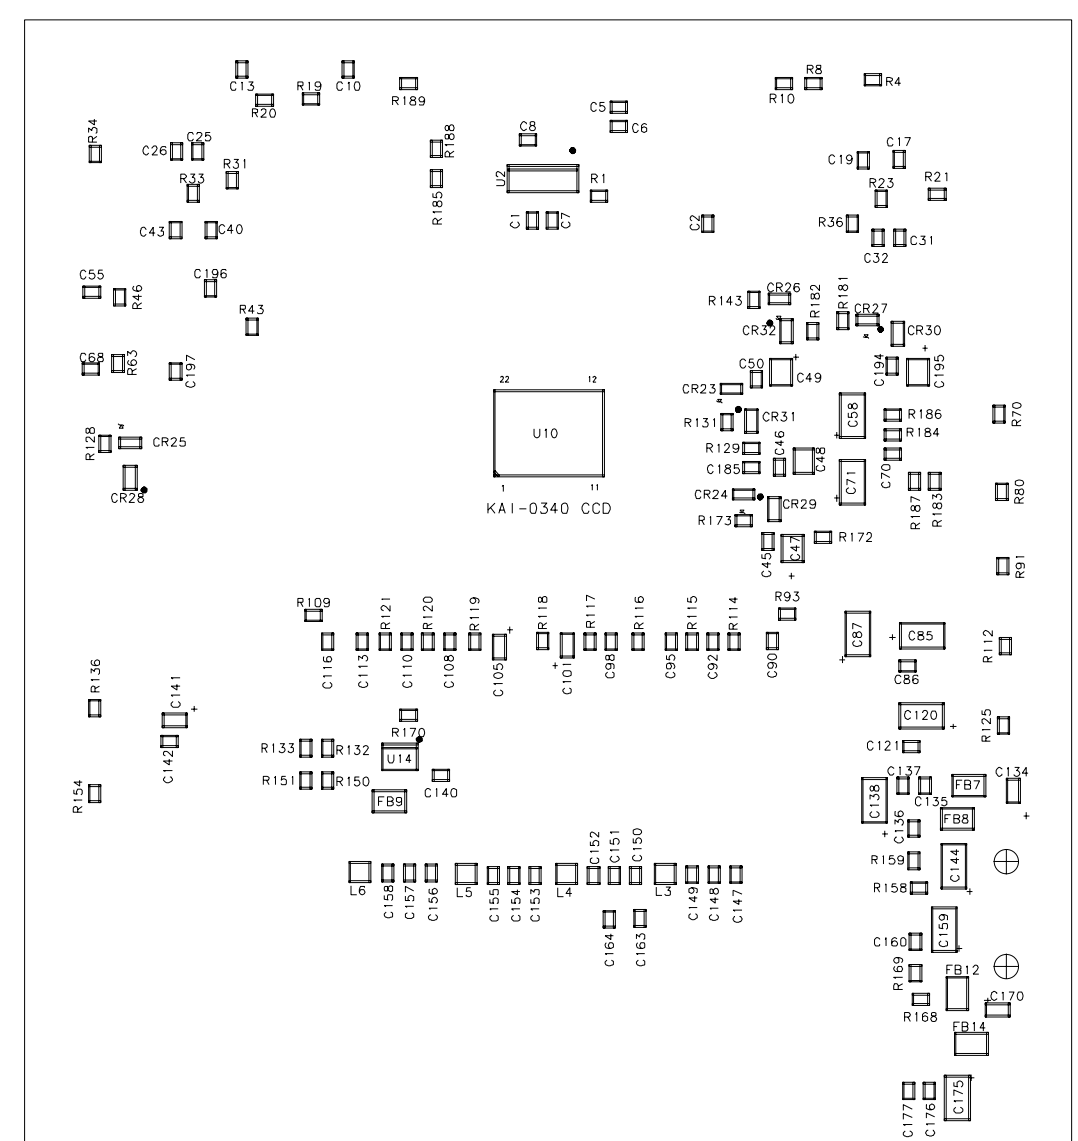 C13
C10
R20
R19
R189
R10
R8
R4
C5
C6
R34
C26
C25
R188
C8
C19
C17
R31
R33
R185
U2
R1
R23
R21
C43
C40
C1
C7
C2
R36
C32
C31
C55
R46
C196
R43
R143
CR26
R182
R181
CR27
CR32
CR30
+
+
C68
R63
C197
C50
C49
C194
C195
CR23
22
12
U10
1
11
KAI-0340 CCD
R131
CR31
C58
R186
R184
R70
R128
CR25
CR28
R129
C185
C46
C48
C71
+
C70
R187
R183
R80
CR24
CR29
R173
C45
C47
+
R172
R91
R109
R93
C116
C113
R121
C110
R120
C108
R119
C105
+
R118
C101
+
R117
C98
R116
C95
R115
C92
R114
C90
C87
+
C85
+
C86
R112
R136
C141
+
C142
R170
C120
+
C121
R125
R133
R132
U14
R151
R150
C140
FB9
R154
C137
C135
FB7
C134
+
C138
+
C136
FB8
R159
C144
+
R158
L6
C158
C157
C156
L5
C155
C154
C153
L4
C152
C151
C150
L3
C149
C148
C147
C164
C163
C160
C159
+
R169
FB12
R168
C170
+
FB14
C177
C176
C175
+